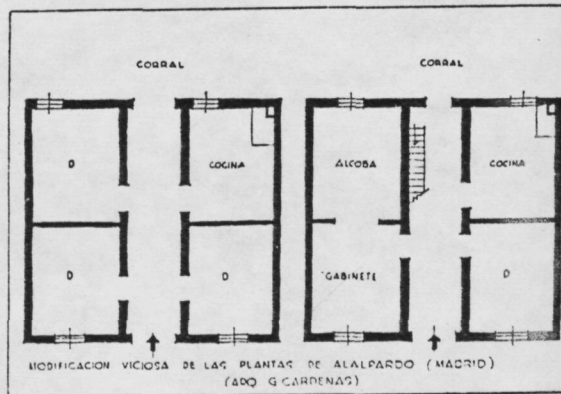 CORRAL CORRAL
D COCINA ALCOBA COCINA
D D GABINETE D
MODIFICACION VICIOSA DE LAS PLANTAS DE ALALPARDO (MADRID)
(ARQ. G. CARDENAS)